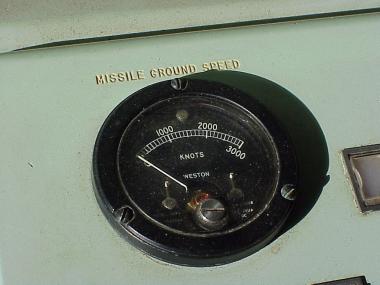 MISSILE GROUND SPEED
1000
2000
3000
KNOTS
WESTON